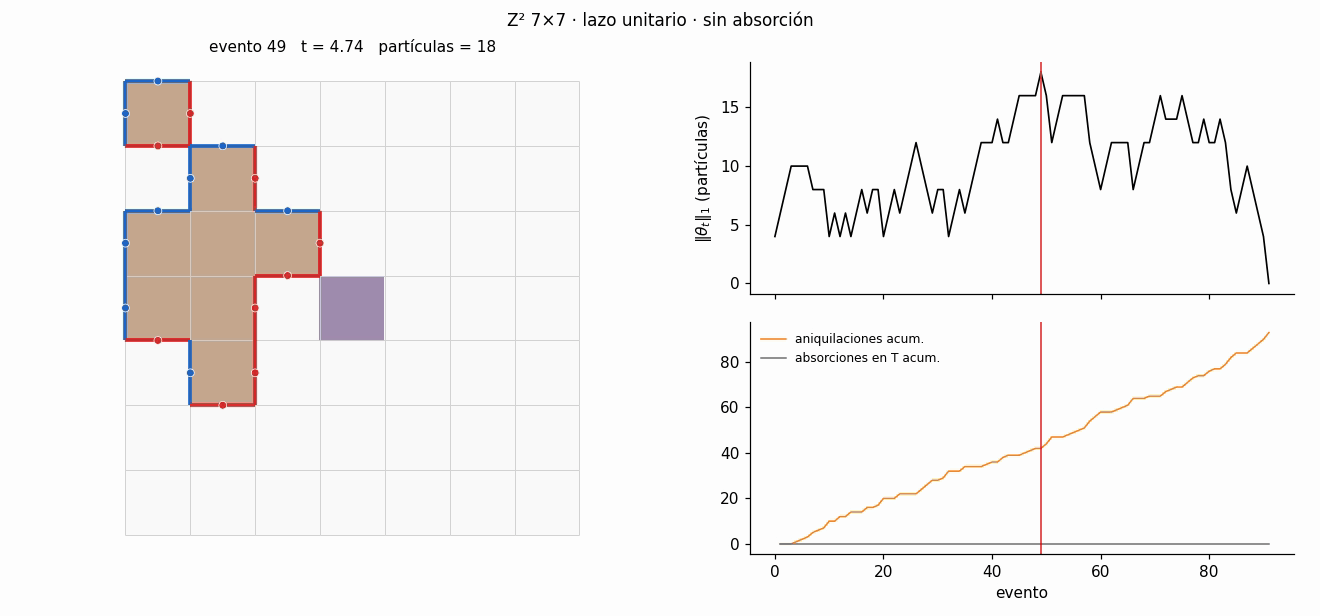 Z² 7×7 · lazo unitario · sin absorción
evento 49   t = 4.74   partículas = 18
‖θₜ‖₁ (partículas)
15
10
5
0
aniquilaciones acum.
absorciones en T acum.
80
60
40
20
0
0   20   40   60   80
evento